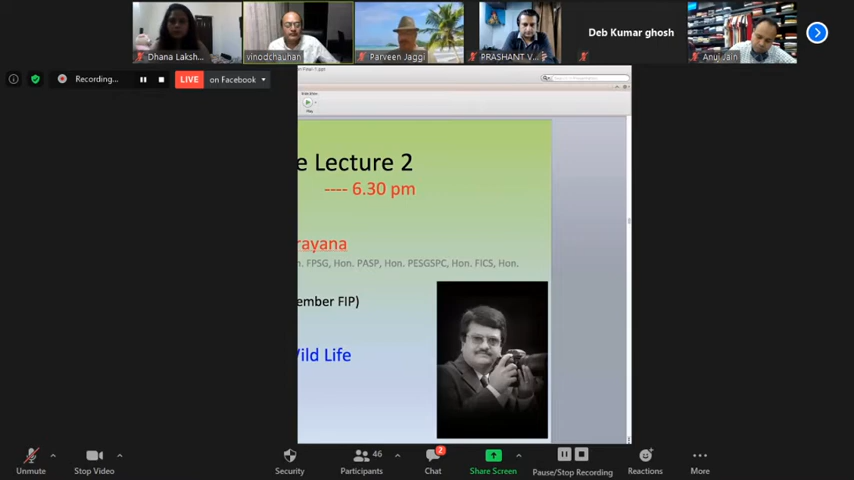 Deb Kumar ghosh
Dhana Laksh...
vinodchauhan
Parveen Jaggi
PRASHANT V...
Anuj Jain
Recording...
LIVE
on Facebook
e Lecture 2
---- 6.30 pm
rayana
n. FPSG, Hon. PASP, Hon. PESGSPC, Hon. FICS, Hon.
ember FIP)
Wild Life
46
2
Unmute
Stop Video
Security
Participants
Chat
Share Screen
Pause/Stop Recording
Reactions
More